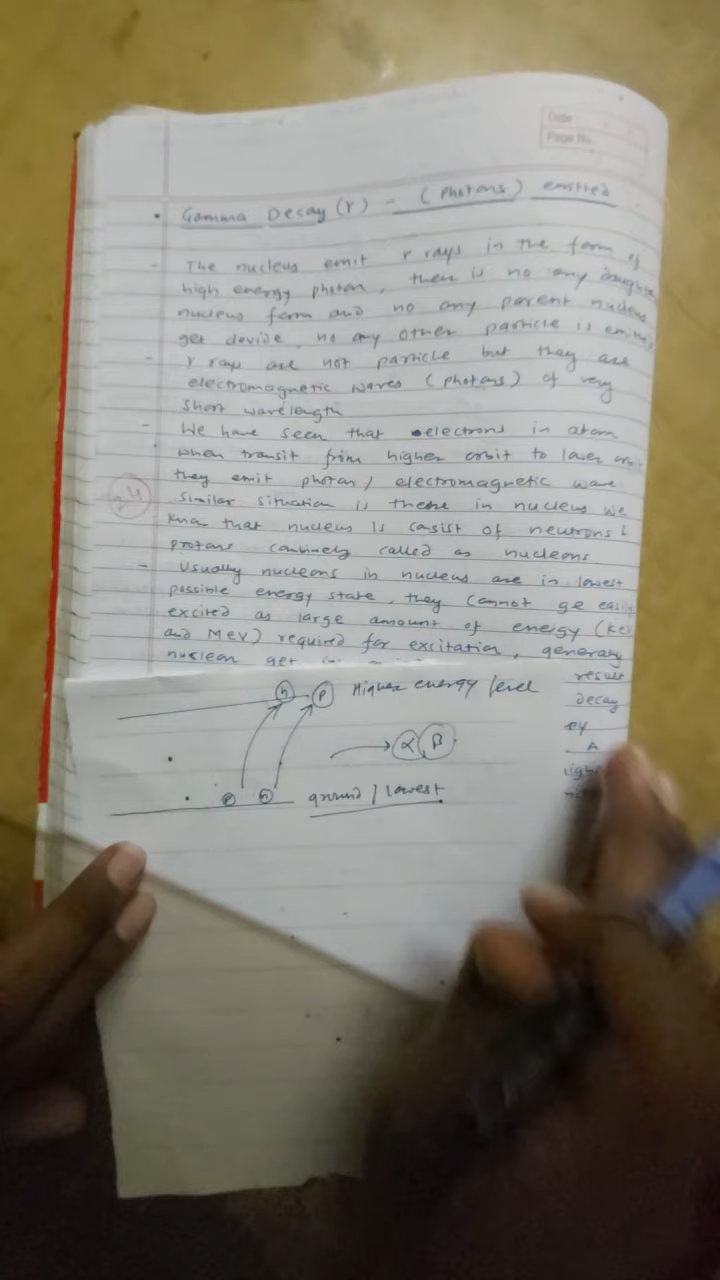 Date
Page No.
• Gamma Decay (γ) - (Photons) emitted
- The nucleus emit γ rays in the form of
high energy photon, there is no any daughter
nucleus form and no any parent nucleus
get devide, no any other particle is emitted
- γ rays are not particle but they are
electromagnetic waves (photons) of very
short wavelength
- We have seen that electrons in atom
when transit from higher orbit to lower orbit
they emit photon / electromagnetic wave
similar situation is there in nucleus we
know that nucleus is consist of neutrons &
protons commonly called as nucleons
- Usually nucleons in nucleus are in lowest
possible energy state, they cannot ge easily
excited as large amount of energy (KeV
and MeV) required for excitation, generally
nucleon get
result
decay
ey
A
n p Higher energy level
α β
p n ground / lowest